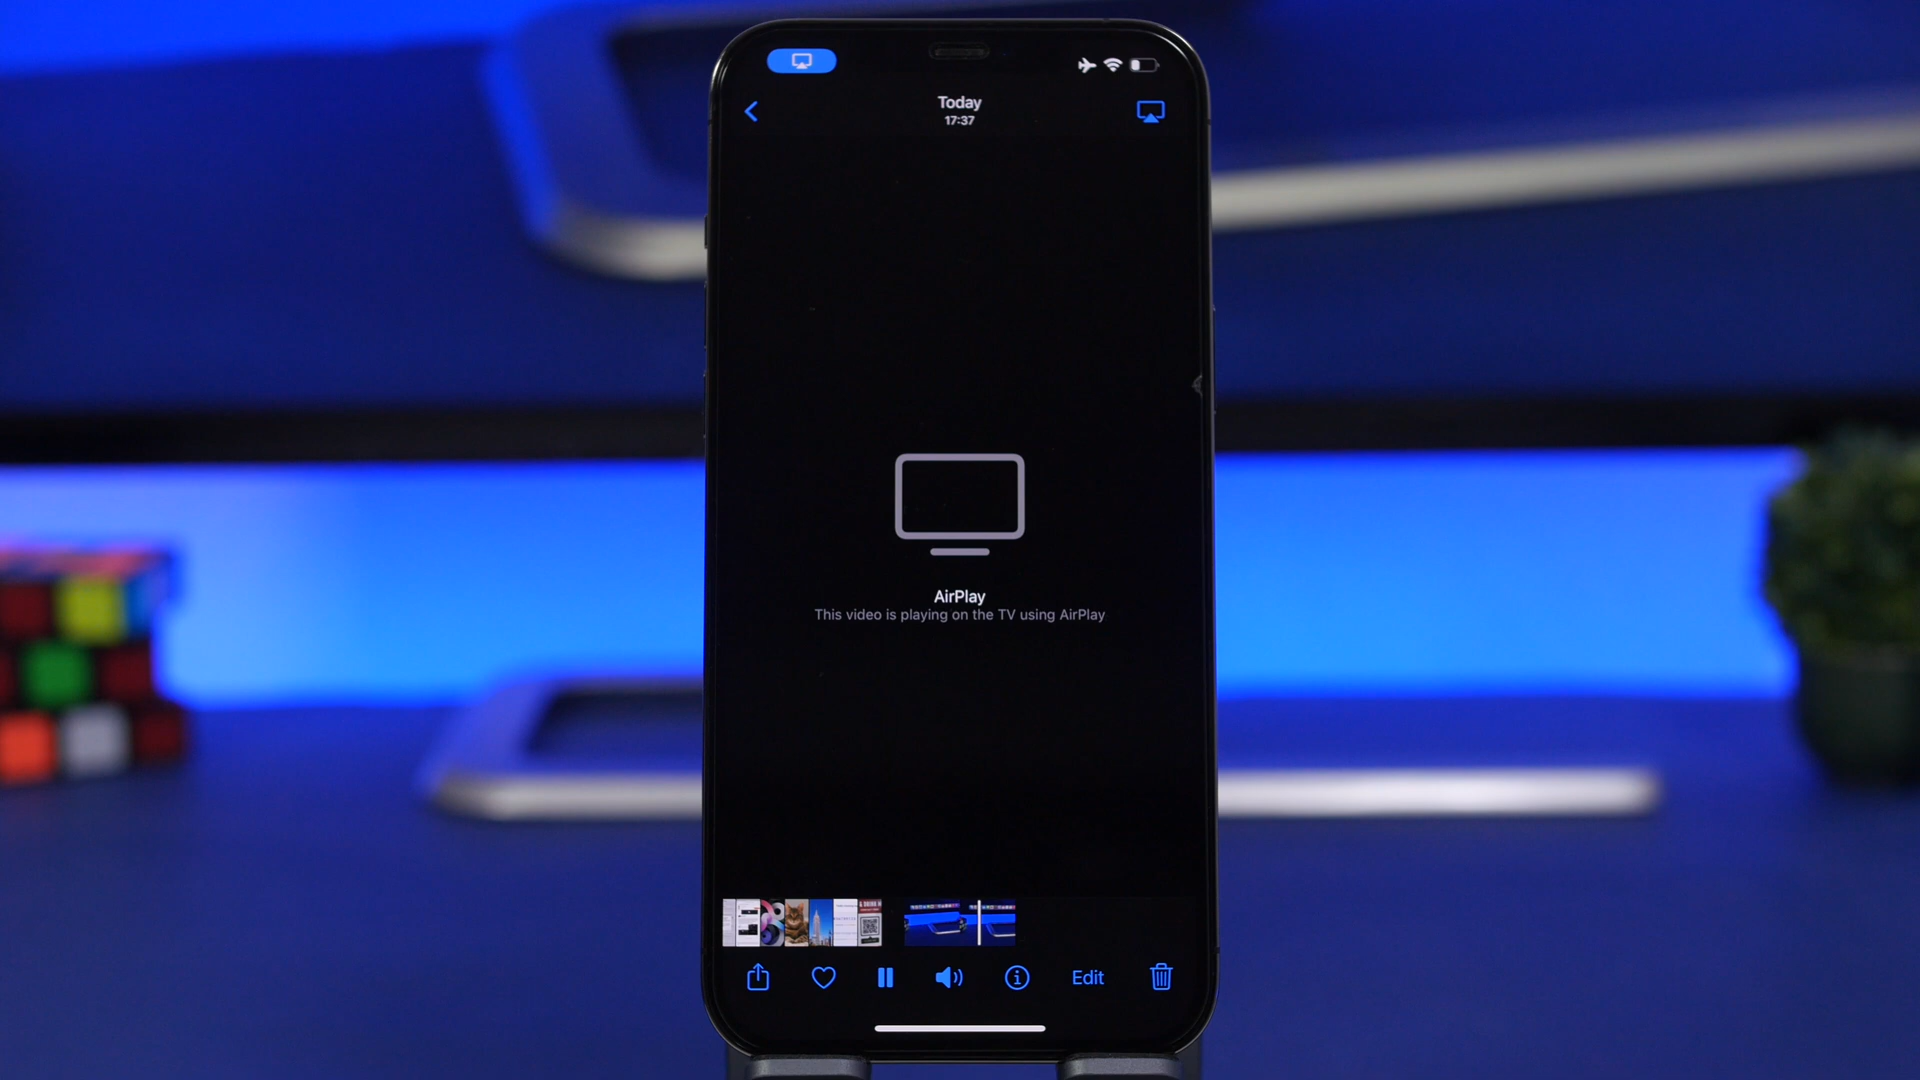 Today
17:37
AirPlay
This video is playing on the TV using AirPlay
Edit